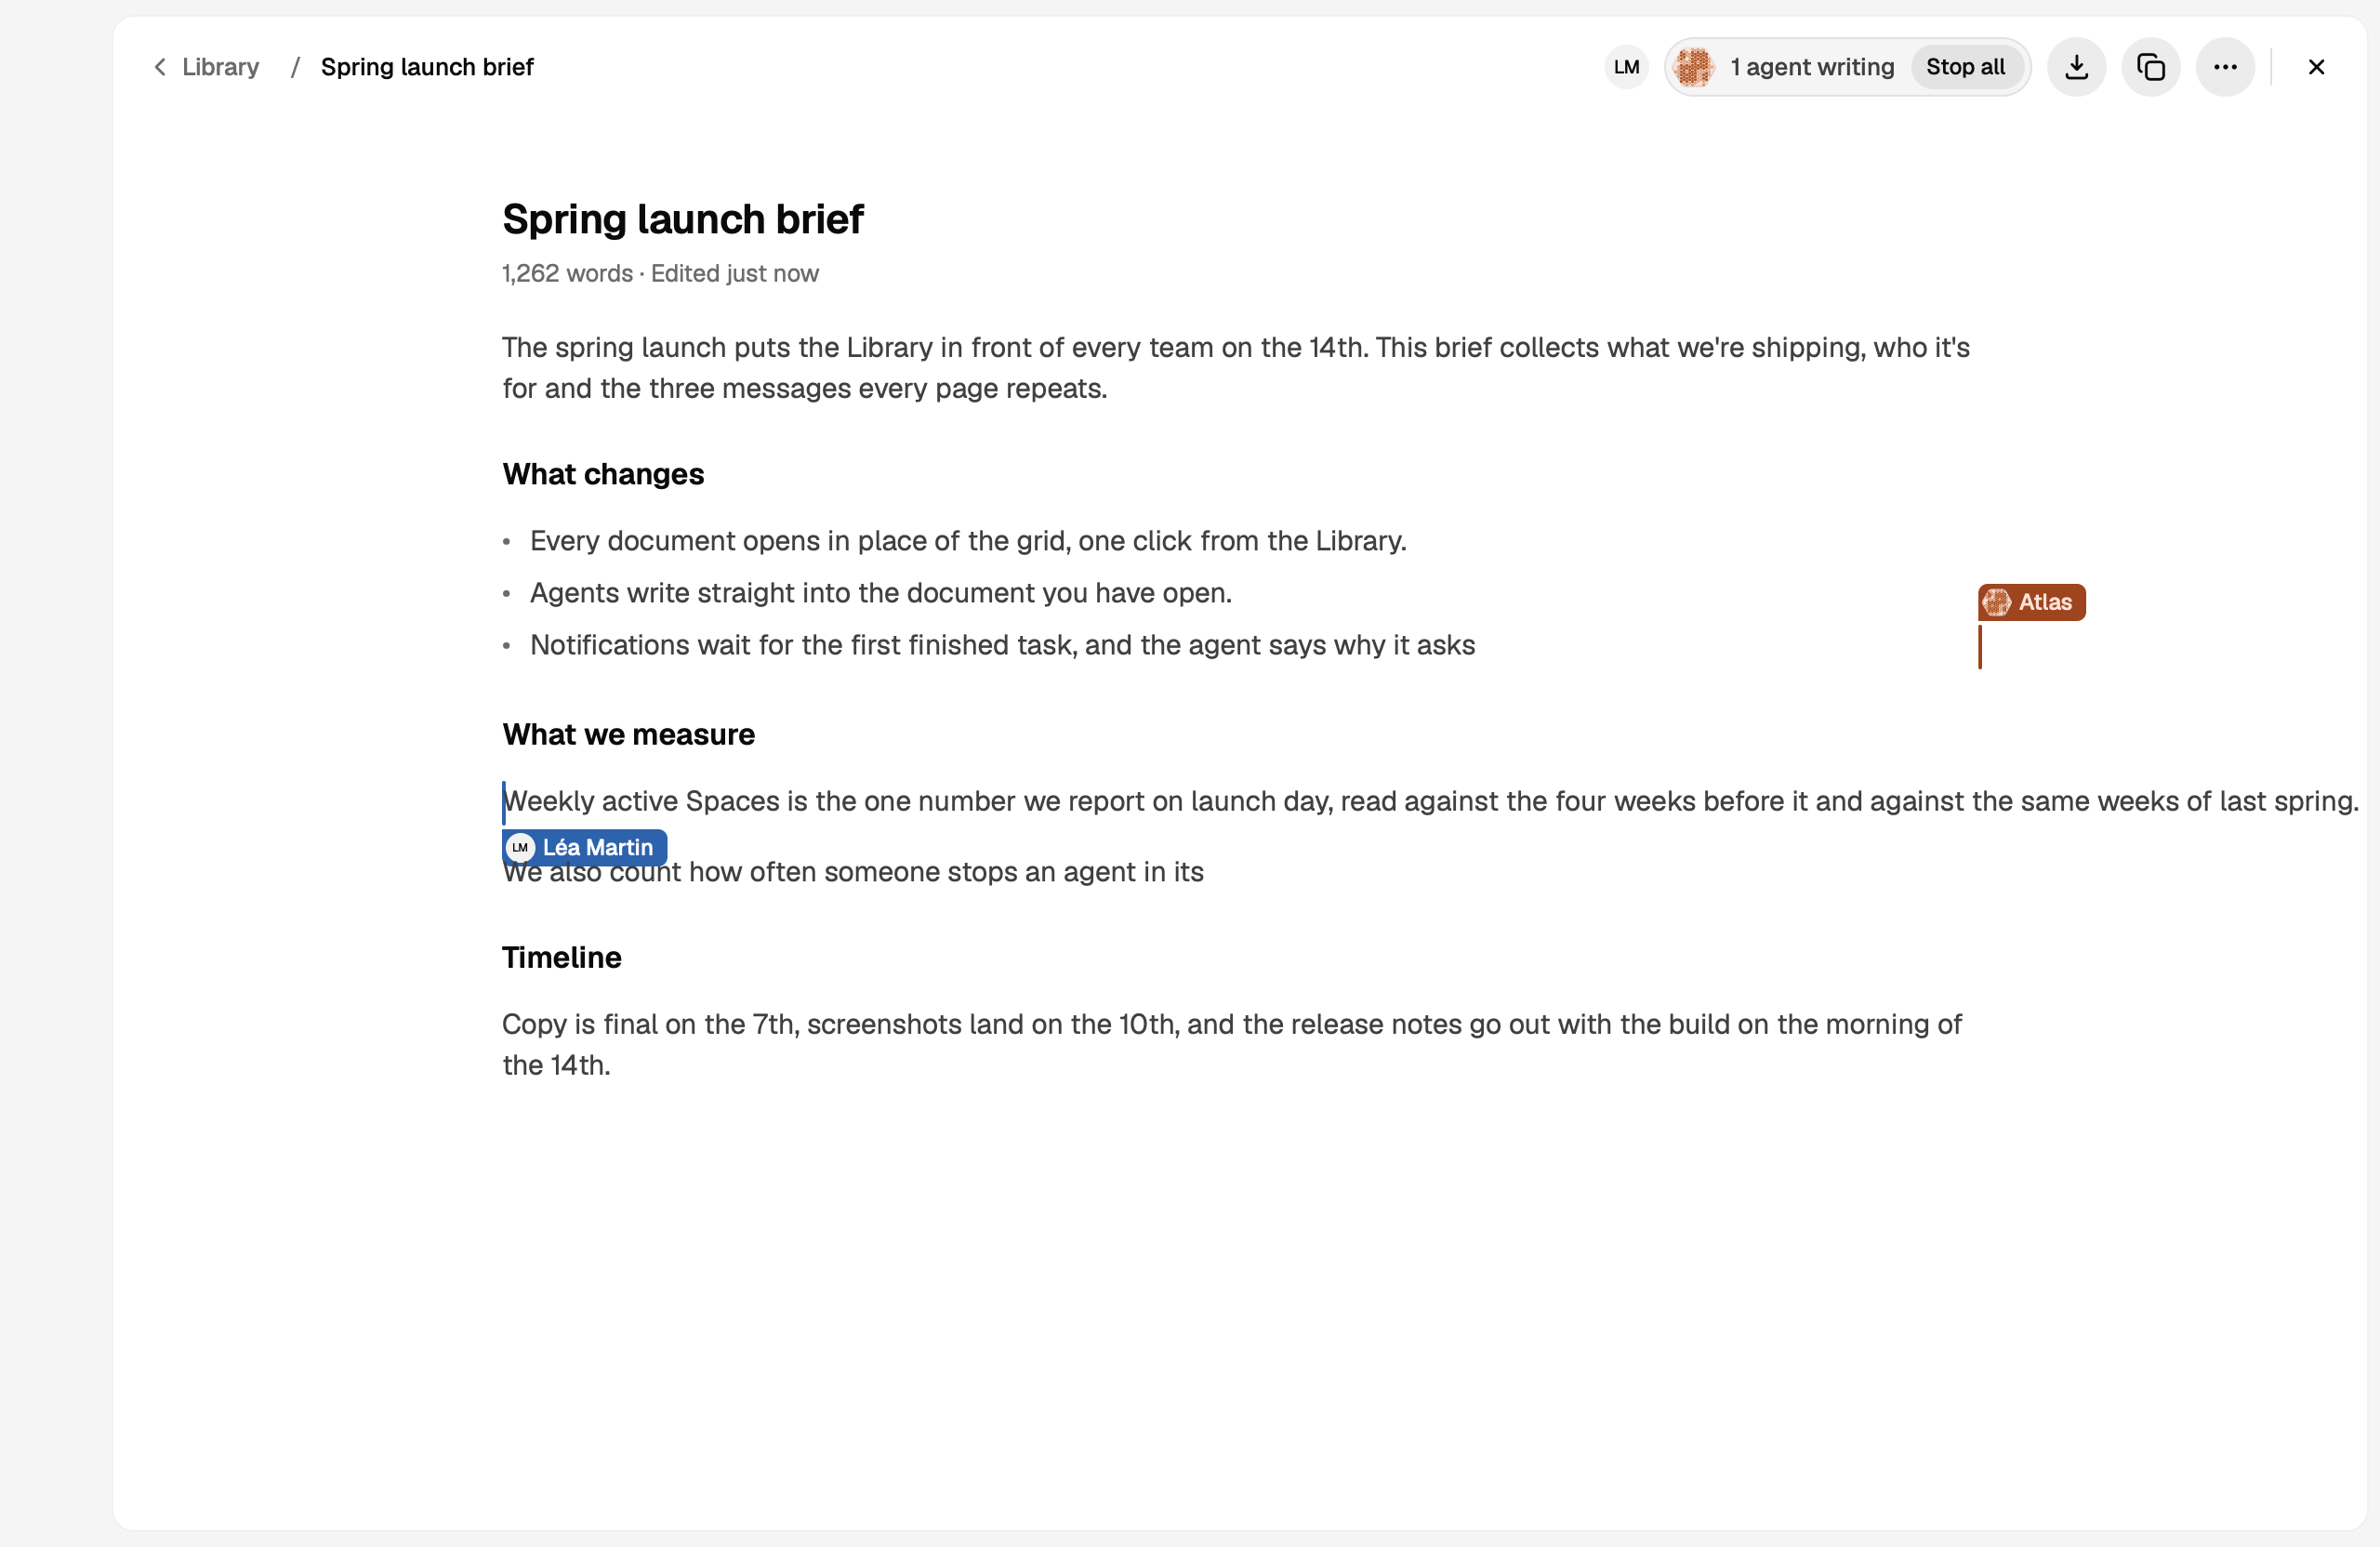 Library / Spring launch brief
LM 1 agent writing Stop all
Spring launch brief
1,262 words · Edited just now
The spring launch puts the Library in front of every team on the 14th. This brief collects what we're shipping, who it's
for and the three messages every page repeats.
What changes
• Every document opens in place of the grid, one click from the Library.
• Agents write straight into the document you have open.
Atlas
• Notifications wait for the first finished task, and the agent says why it asks
What we measure
Weekly active Spaces is the one number we report on launch day, read against the four weeks before it and against the same weeks of last spring.
LM Léa Martin
We also count how often someone stops an agent in its
Timeline
Copy is final on the 7th, screenshots land on the 10th, and the release notes go out with the build on the morning of
the 14th.